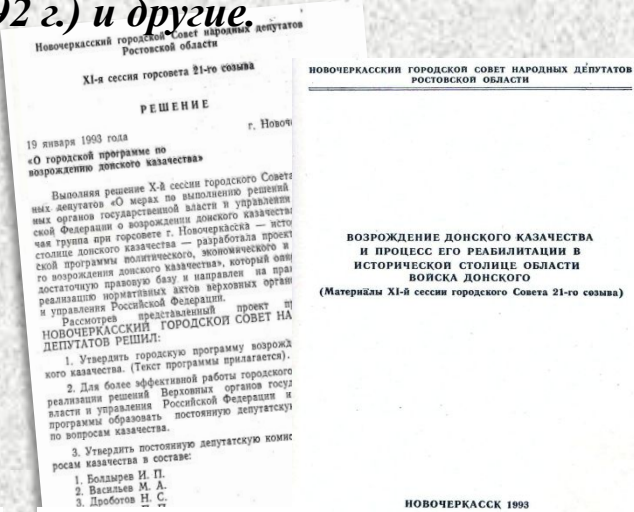 92 г.) и другие.
Новочеркасский городской Совет народных депутатов
Ростовской области
XI-я сессия горсовета 21-го созыва
РЕШЕНИЕ
19 января 1993 года
г. Новоч
«О городской программе по
возрождению донского казачества»
Выполняя решение X-й сессии городского Совета
ных депутатов «О мерах по выполнению решений
ных органов государственной власти и управлении
ской Федерации о возрождении донского казачества
чая группа при горсовете г. Новочеркасска — исто
столице донского казачества — разработала проект
ской программы политического, экономического и
го возрождения донского казачества», который
достаточную правовую базу и направлен на
реализацию нормативных актов верховных орган
и управления Российской Федерации.
Рассмотрев представленный проект
НОВОЧЕРКАССКИЙ ГОРОДСКОЙ СОВЕТ НА
ДЕПУТАТОВ РЕШИЛ:
1. Утвердить городскую программу возрож
кого казачества. (Текст программы прилагается).
2. Для более эффективной работы городского
реализации решений Верховных органов госу
власти и управления Российской Федерации и
программы образовать постоянную депутатску
по вопросам казачества.
3. Утвердить постоянную депутатскую комис
росам казачества в составе:
1. Болдырев И. П.
2. Васильев М. А.
3. Дроботов Н. С.
НОВОЧЕРКАССКИЙ ГОРОДСКОЙ СОВЕТ НАРОДНЫХ ДЕПУТАТОВ
РОСТОВСКОЙ ОБЛАСТИ
ВОЗРОЖДЕНИЕ ДОНСКОГО КАЗАЧЕСТВА
И ПРОЦЕСС ЕГО РЕАБИЛИТАЦИИ В
ИСТОРИЧЕСКОЙ СТОЛИЦЕ ОБЛАСТИ
ВОЙСКА ДОНСКОГО
(Материалы XI-й сессии городского Совета 21-го созыва)
НОВОЧЕРКАССК 1993